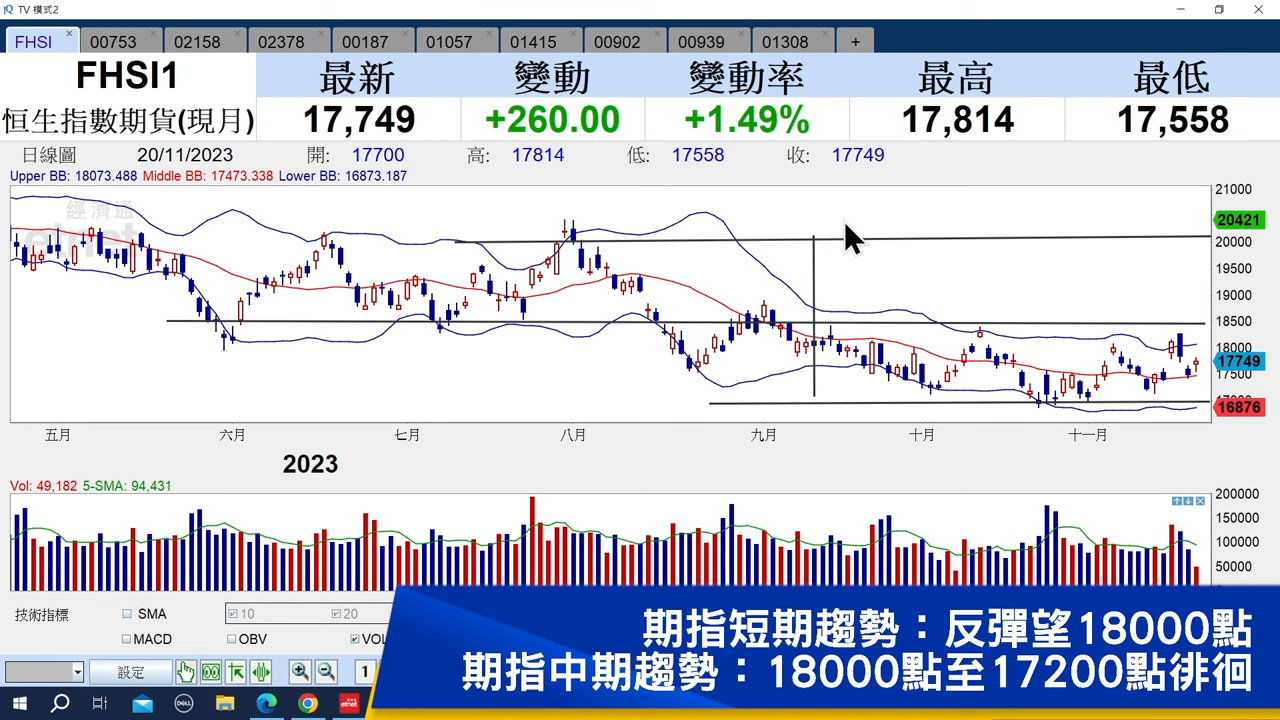 TV 模式2
FHSI × 00753 × 02158 × 02378 × 00187 × 01057 × 01415 × 00902 × 00939 × 01308 × +
FHSI1 最新 變動 變動率 最高 最低
恒生指數期貨(現月) 17,749 +260.00 +1.49% 17,814 17,558
日線圖 20/11/2023 開: 17700 高: 17814 低: 17558 收: 17749
Upper BB: 18073.488 Middle BB: 17473.338 Lower BB: 16873.187
21000
經濟通
etnet
20421
20000
19500
19000
18500
18000
17749
17500
16876
五月 六月 七月 八月 九月 十月 十一月
2023
Vol: 49,182 5-SMA: 94,431
200000
150000
100000
50000
技術指標 SMA 10 20
MACD OBV VOL
設定 1
期指短期趨勢：反彈望18000點
期指中期趨勢：18000點至17200點徘徊
DELL
etnet